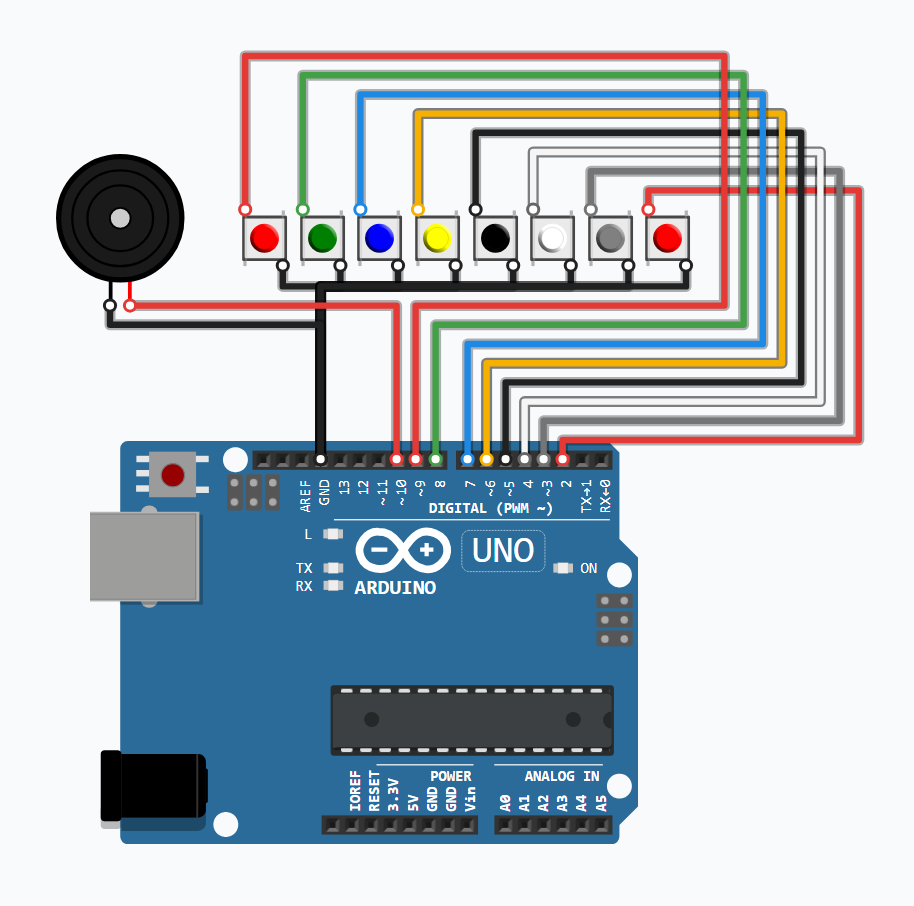 AREF
GND
13
12
~11
~10
~9
8
7
~6
~5
4
~3
2
TX→1
RX←0
DIGITAL (PWM ~)
L
TX
RX
UNO
ON
ARDUINO
POWER
ANALOG IN
IOREF
RESET
3.3V
5V
GND
GND
Vin
A0
A1
A2
A3
A4
A5